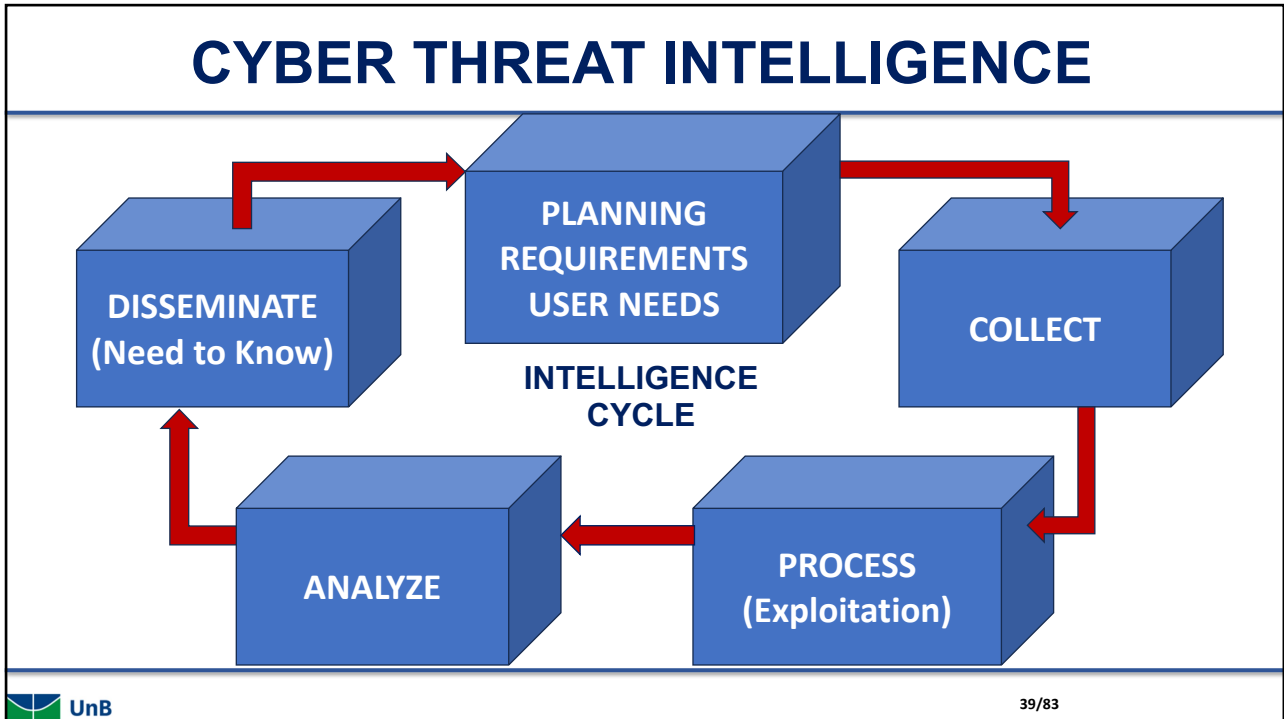 CYBER THREAT INTELLIGENCE
PLANNING
REQUIREMENTS
USER NEEDS
DISSEMINATE
(Need to Know)
COLLECT
INTELLIGENCE
CYCLE
ANALYZE
PROCESS
(Exploitation)
UnB
39/83